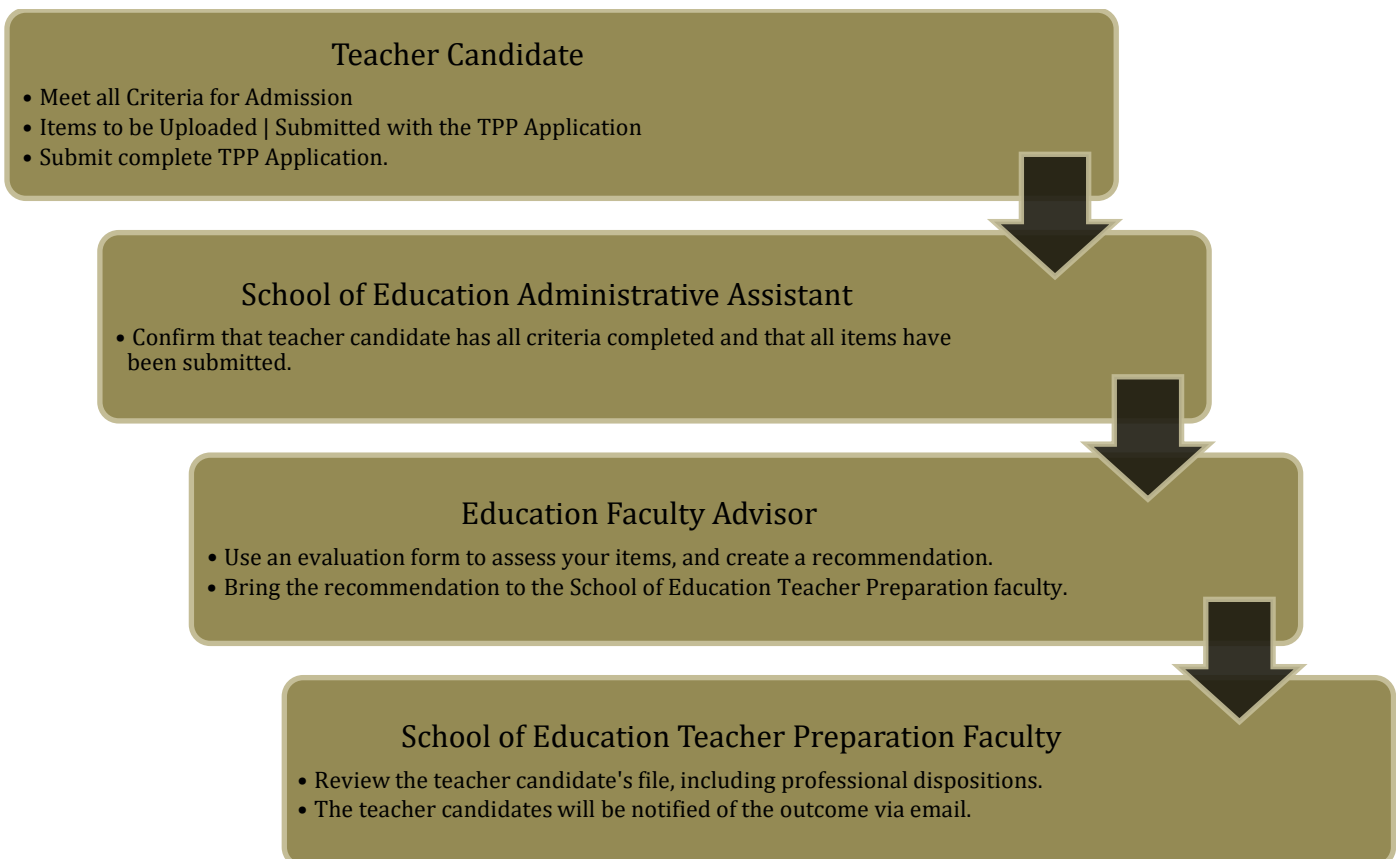 Teacher Candidate
• Meet all Criteria for Admission
• Items to be Uploaded | Submitted with the TPP Application
• Submit complete TPP Application.
School of Education Administrative Assistant
• Confirm that teacher candidate has all criteria completed and that all items have
been submitted.
Education Faculty Advisor
• Use an evaluation form to assess your items, and create a recommendation.
• Bring the recommendation to the School of Education Teacher Preparation faculty.
School of Education Teacher Preparation Faculty
• Review the teacher candidate's file, including professional dispositions.
• The teacher candidates will be notified of the outcome via email.